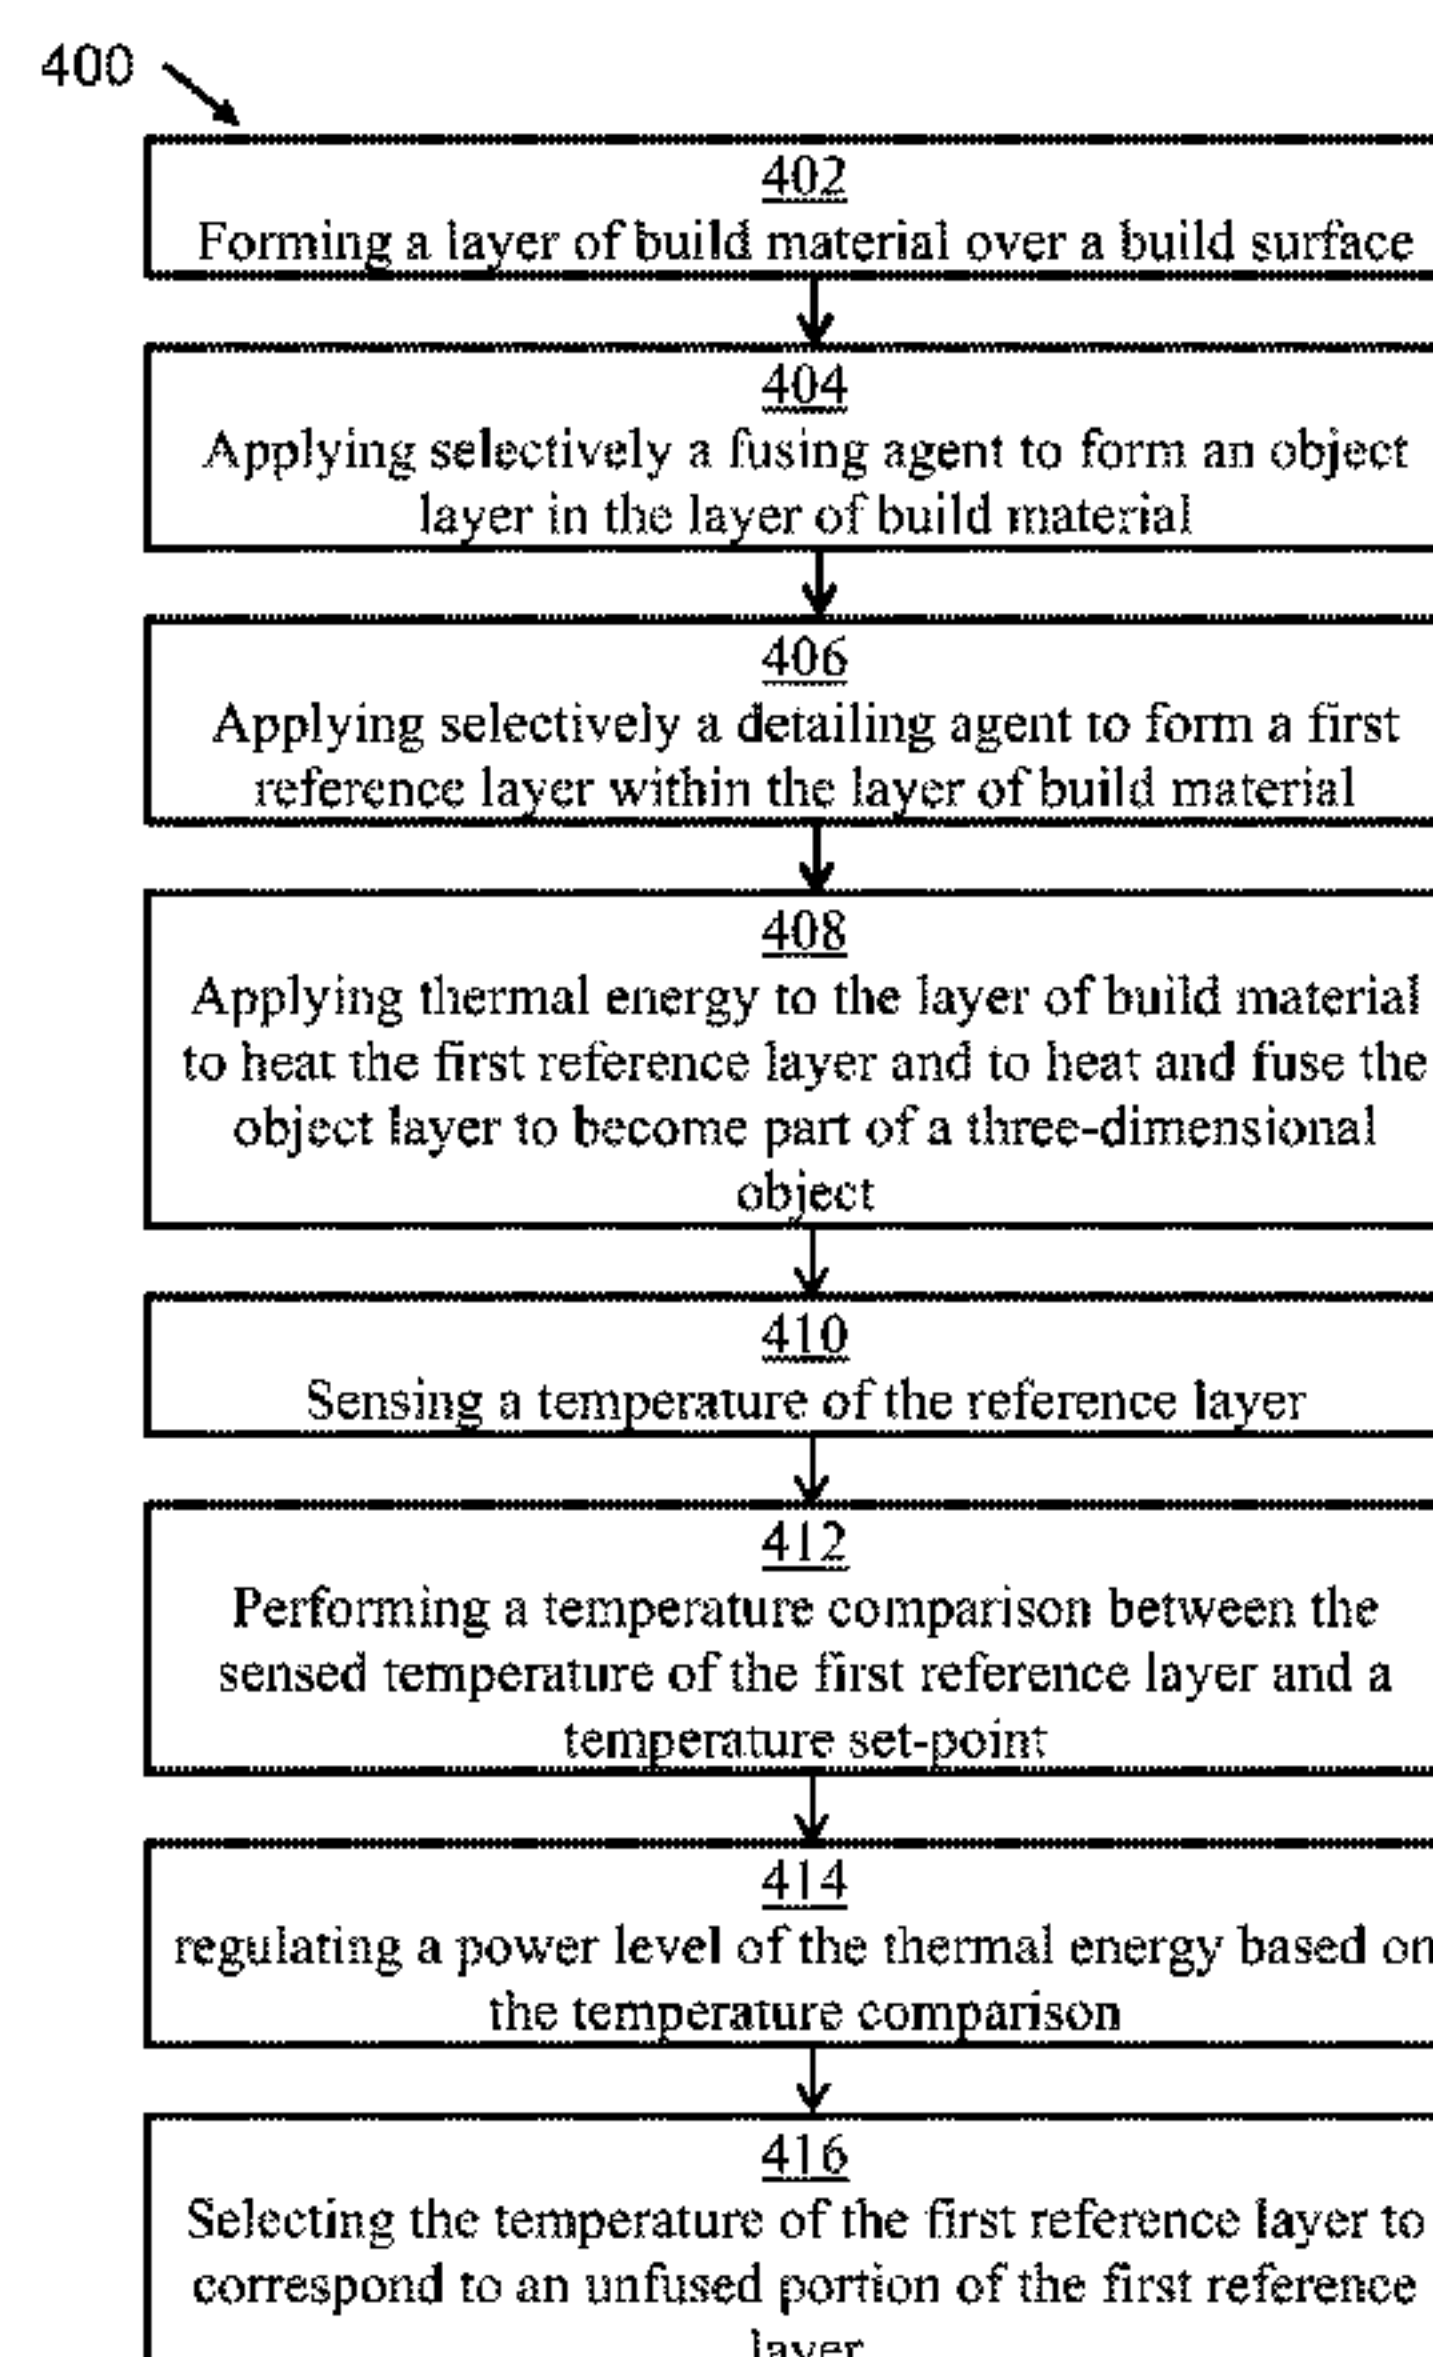 400
402
Forming a layer of build material over a build surface
404
Applying selectively a fusing agent to form an object
layer in the layer of build material
406
Applying selectively a detailing agent to form a first
reference layer within the layer of build material
408
Applying thermal energy to the layer of build material
to heat the first reference layer and to heat and fuse the
object layer to become part of a three-dimensional
object
410
Sensing a temperature of the reference layer
412
Performing a temperature comparison between the
sensed temperature of the first reference layer and a
temperature set-point
414
regulating a power level of the thermal energy based on
the temperature comparison
416
Selecting the temperature of the first reference layer to
correspond to an unfused portion of the first reference
layer